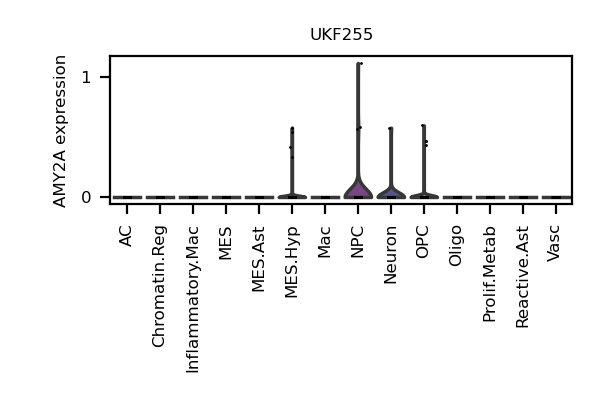 UKF255
AMY2A expression
1
0
AC
Chromatin.Reg
Inflammatory.Mac
MES
MES.Ast
MES.Hyp
Mac
NPC
Neuron
OPC
Oligo
Prolif.Metab
Reactive.Ast
Vasc